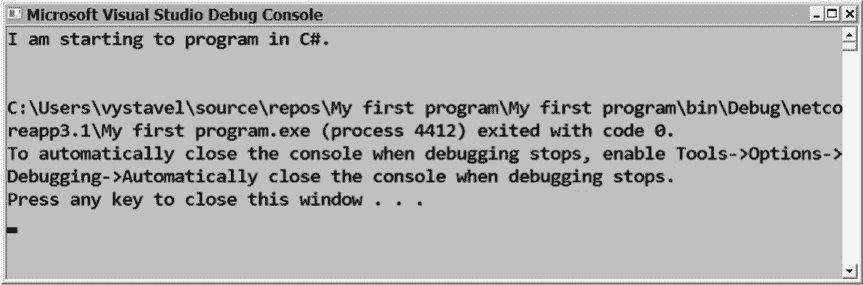 Microsoft Visual Studio Debug Console
I am starting to program in C#.
C:\Users\vystavel\source\repos\My first program\My first program\bin\Debug\netco
reapp3.1\My first program.exe (process 4412) exited with code 0.
To automatically close the console when debugging stops, enable Tools->Options->
Debugging->Automatically close the console when debugging stops.
Press any key to close this window . . .